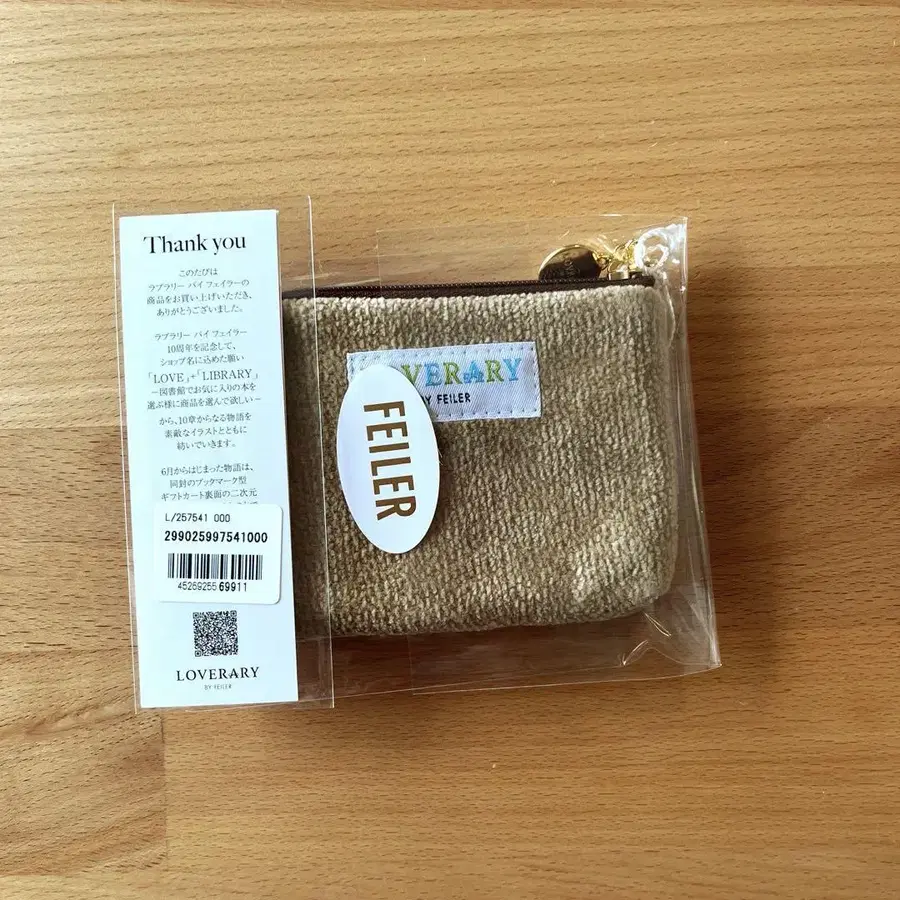 Thank you
このたびは
ラブラリー バイ フェイラーの
商品をお買い上げいただき、
ありがとうございました。
ラブラリー バイ フェイラー
10周年を記念して、
ショップ名に込めた願い
「LOVE」+「LIBRARY」
－図書館でお気に入りの本を
選ぶ様に商品を選んで欲しい－
から、10章からなる物語を
素敵なイラストとともに
紡いでいきます。
6月からはじまった物語は、
同封のブックマーク型
ギフトカード裏面の二次元
L/257541 000
299025997541000
45269255 69911
LOVERARY
BY FEILER
OVERARY
BY FEILER
FEILER